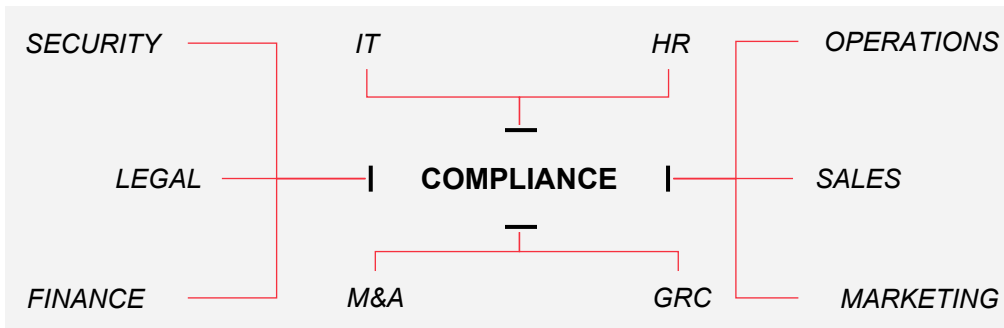 SECURITY
IT
HR
OPERATIONS
LEGAL
COMPLIANCE
SALES
FINANCE
M&A
GRC
MARKETING